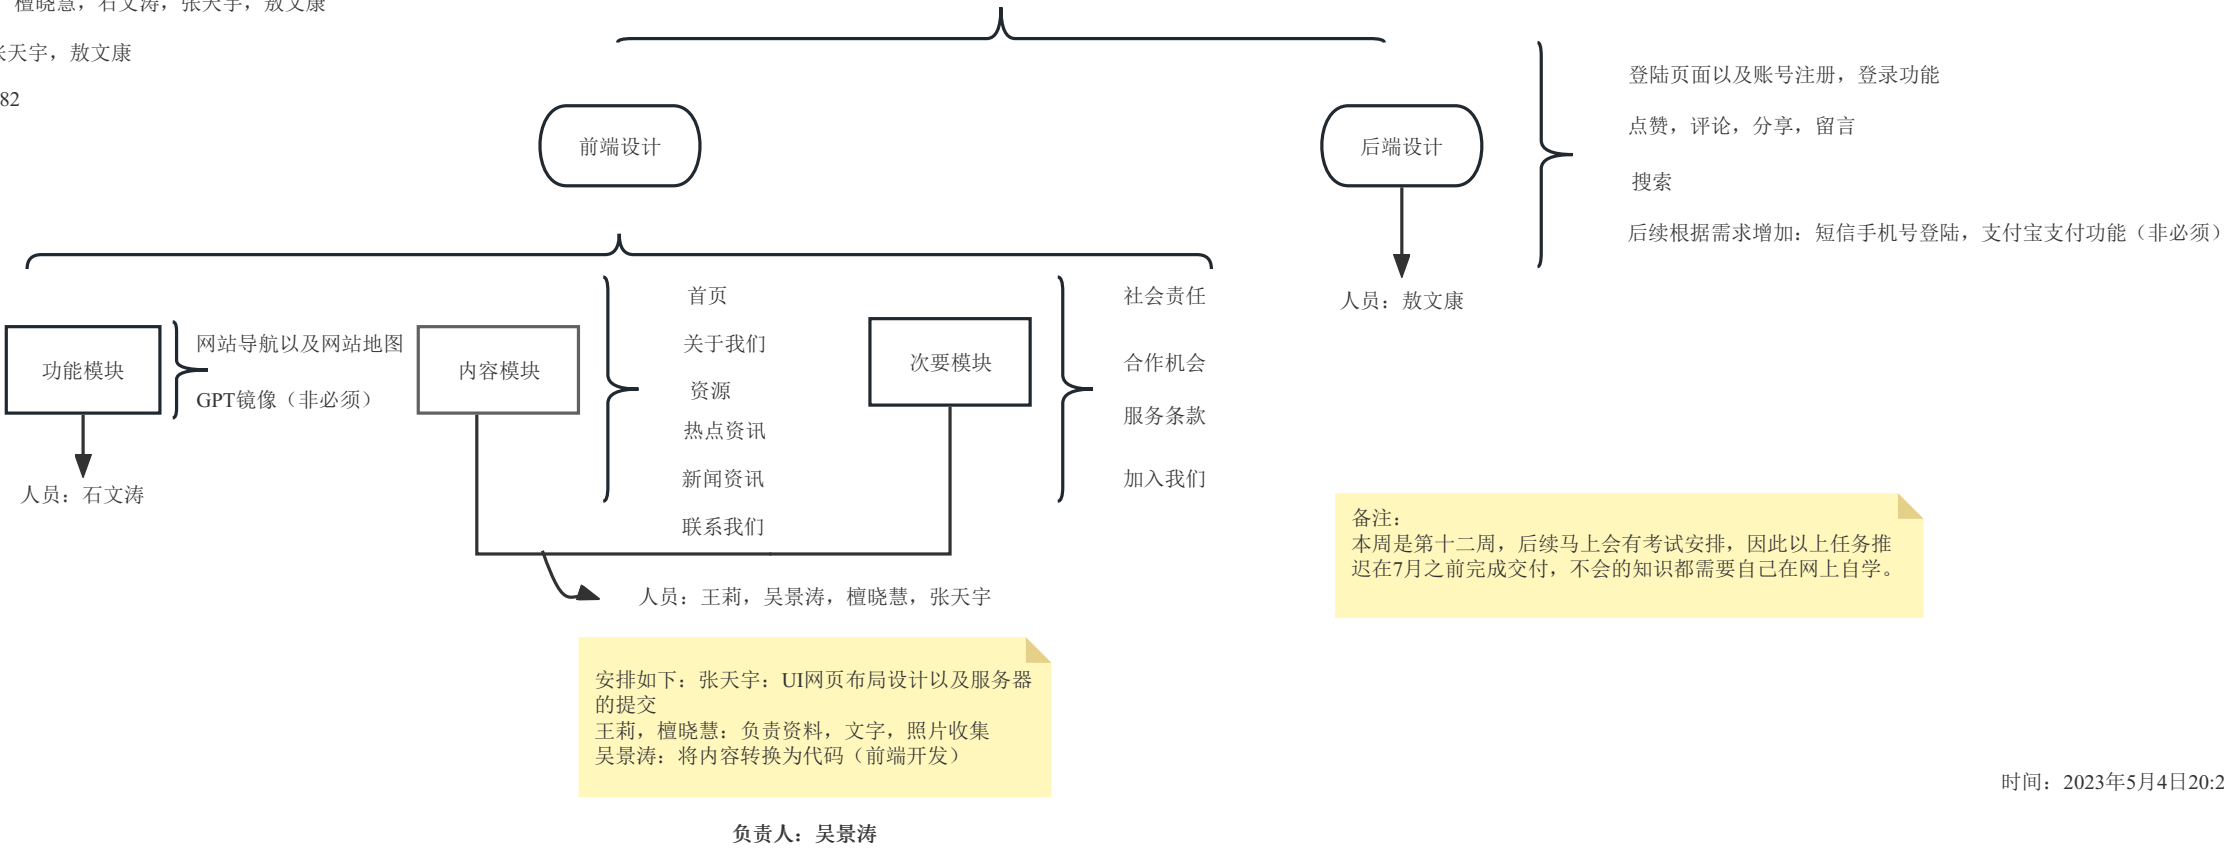 檀晓慧，石文涛，张天宇，敖文康
张天宇，敖文康
82
前端设计
后端设计
登陆页面以及账号注册，登录功能
点赞，评论，分享，留言
搜索
后续根据需求增加：短信手机号登陆，支付宝支付功能（非必须）
人员：敖文康
功能模块
网站导航以及网站地图
GPT镜像（非必须）
人员：石文涛
内容模块
首页
关于我们
资源
热点资讯
新闻资讯
联系我们
次要模块
社会责任
合作机会
服务条款
加入我们
人员：王莉，吴景涛，檀晓慧，张天宇
备注：
本周是第十二周，后续马上会有考试安排，因此以上任务推
迟在7月之前完成交付，不会的知识都需要自己在网上自学。
安排如下：张天宇：UI网页布局设计以及服务器
的提交
王莉，檀晓慧：负责资料，文字，照片收集
吴景涛：将内容转换为代码（前端开发）
时间：2023年5月4日20:2
负责人：吴景涛